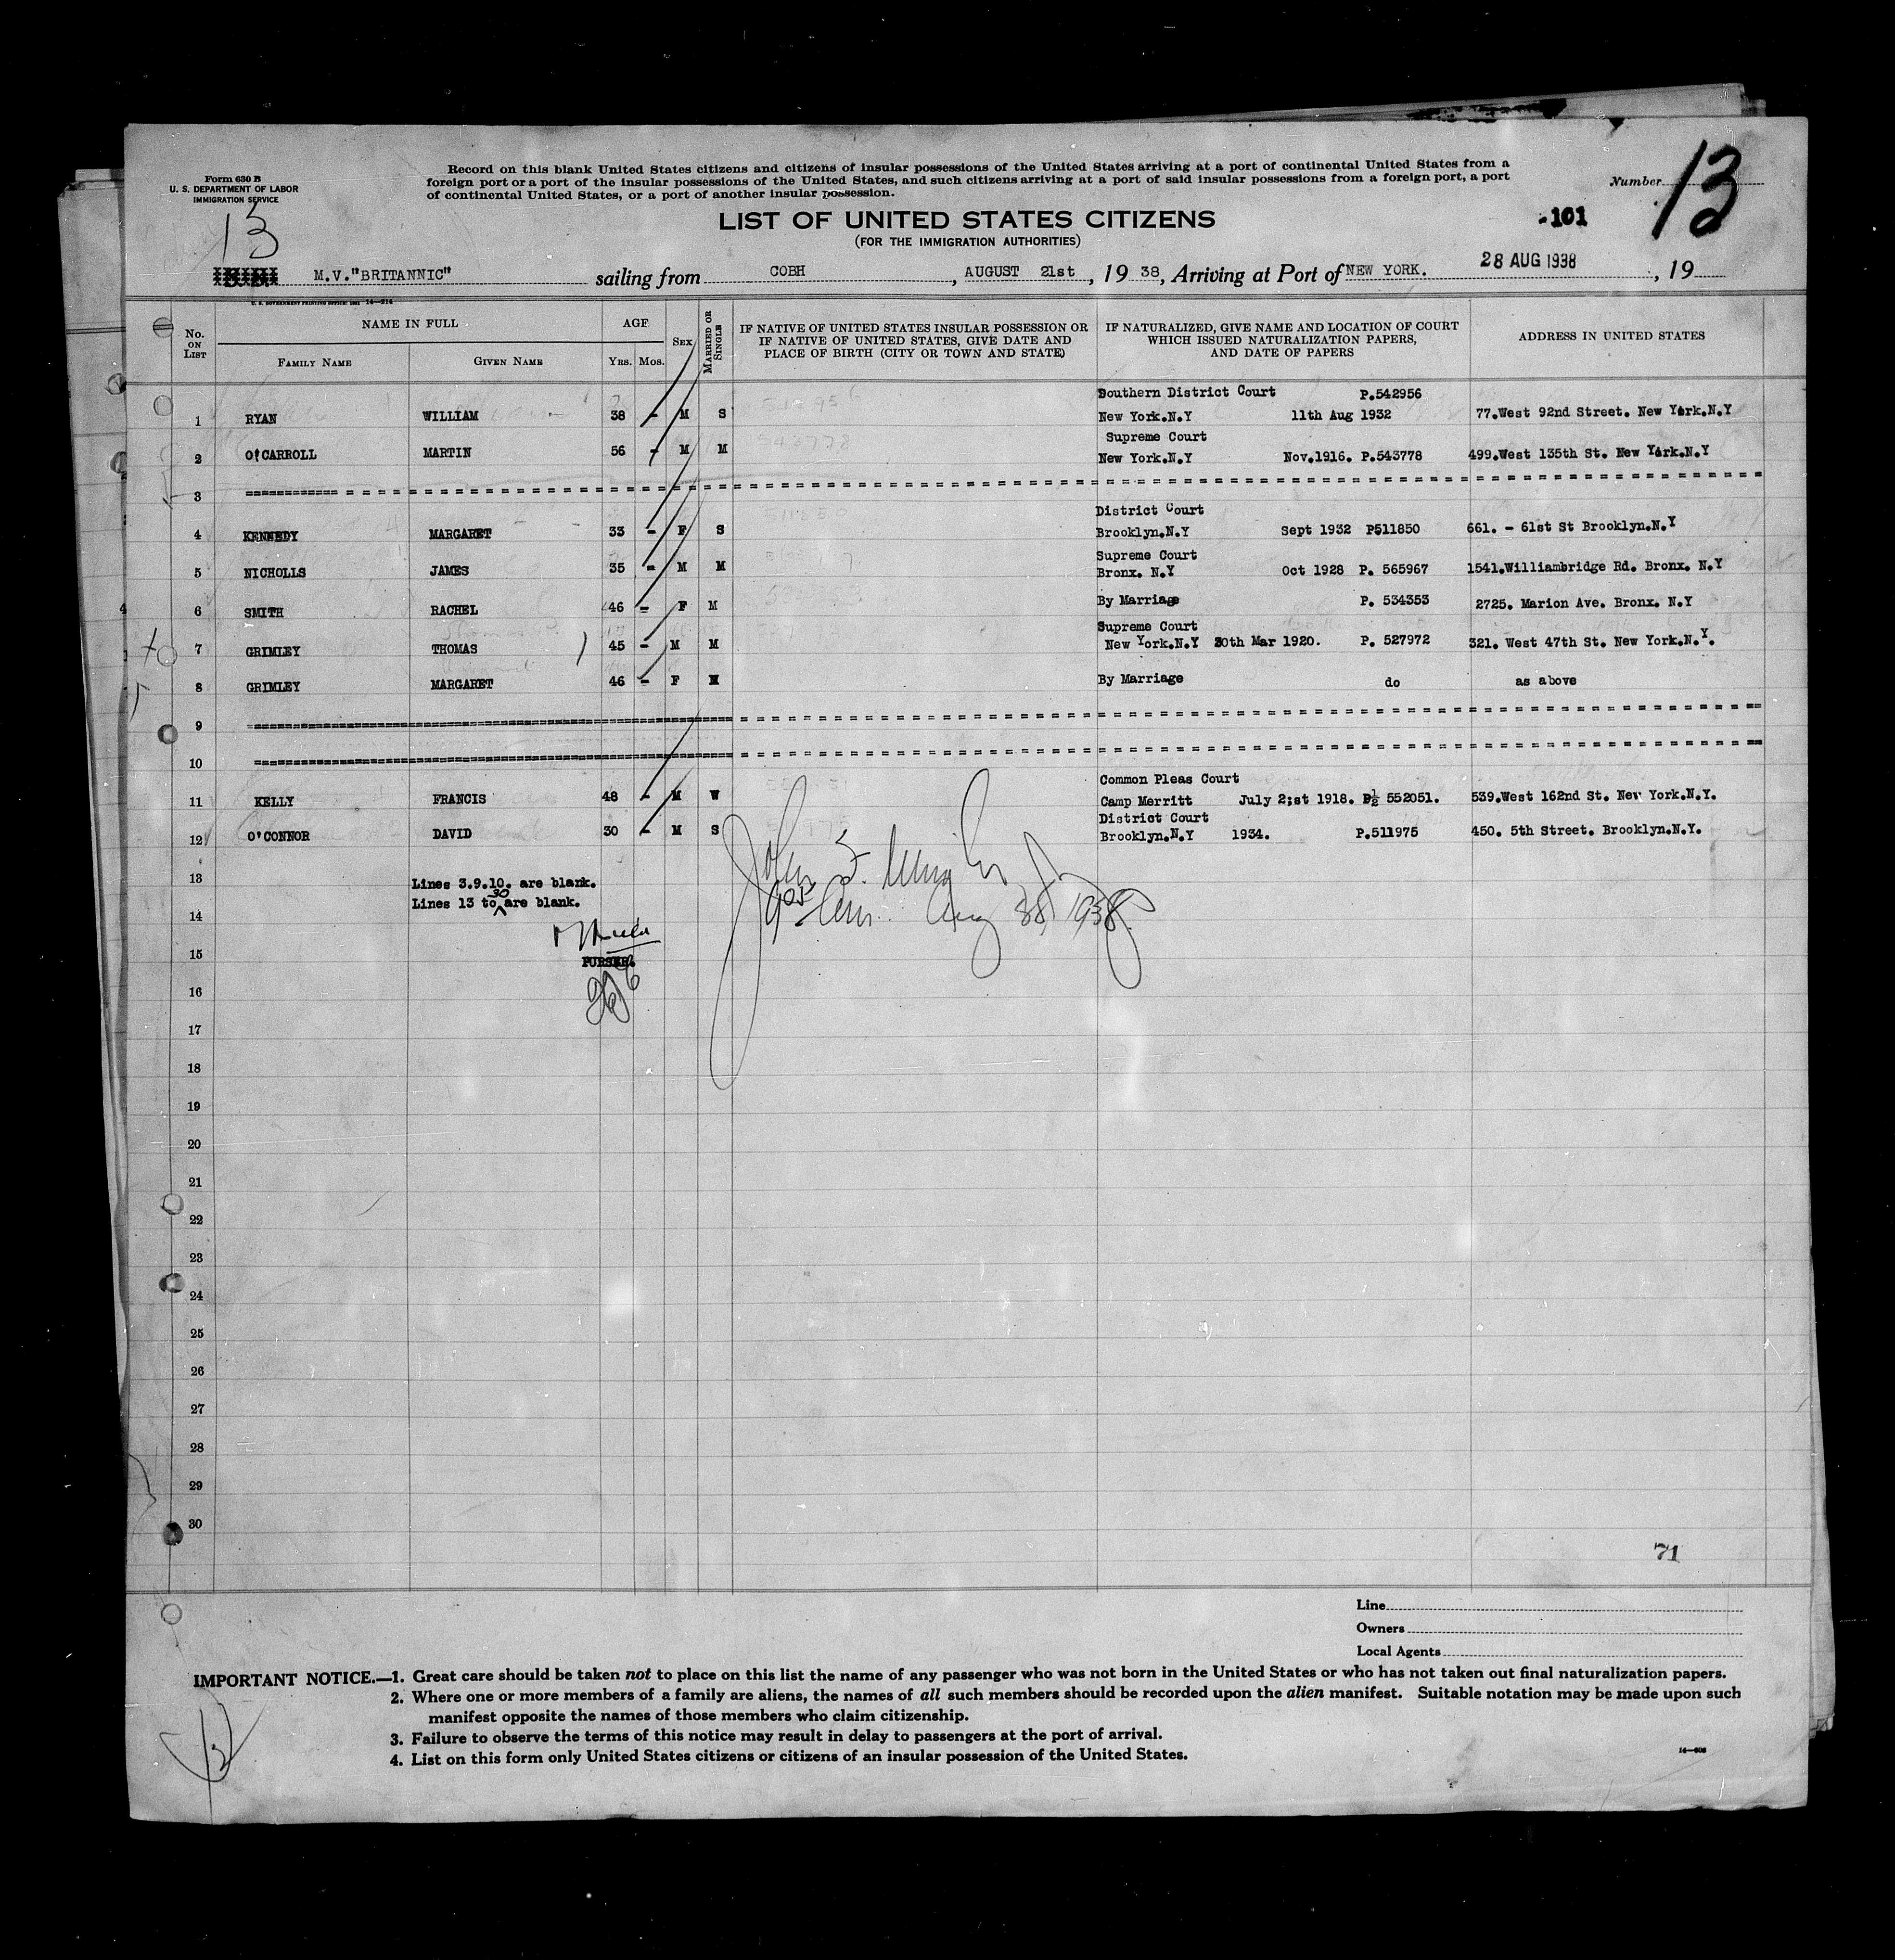 Form 630 B
U. S. DEPARTMENT OF LABOR
IMMIGRATION SERVICE
13
Record on this blank United States citizens and citizens of insular possessions of the United States arriving at a port of continental United States from a
foreign port or a port of the insular possessions of the United States, and such citizens arriving at a port of said insular possessions from a foreign port, a port
of continental United States, or a port of another insular possession.
Number 13
LIST OF UNITED STATES CITIZENS
(FOR THE IMMIGRATION AUTHORITIES)
-101
M.V."BRITANNIC" sailing from COBH, AUGUST 21st, 1938, Arriving at Port of NEW YORK. 28 AUG 1938, 19
No. ON LIST NAME IN FULL AGE SEX MARRIED OR SINGLE IF NATIVE OF UNITED STATES INSULAR POSSESSION OR IF NATIVE OF UNITED STATES, GIVE DATE AND PLACE OF BIRTH (CITY OR TOWN AND STATE) IF NATURALIZED, GIVE NAME AND LOCATION OF COURT WHICH ISSUED NATURALIZATION PAPERS, AND DATE OF PAPERS ADDRESS IN UNITED STATES
FAMILY NAME GIVEN NAME YRS. MOS.
Southern District Court P.542956
1 RYAN WILLIAM 38 - M S New York.N.Y 11th Aug 1932 77.West 92nd Street. New York.N.Y
Supreme Court
2 O'CARROLL MARTIN 56 - M M New York.N.Y Nov.1916. P.543778 499.West 135th St. New York.N.Y
3
District Court
4 KENNEDY MARGARET 33 - F S Brooklyn.N.Y Sept 1932 P511850 661. - 61st St Brooklyn.N.Y
Supreme Court
5 NICHOLLS JAMES 35 - M M Bronx. N.Y Oct 1928 P. 565967 1541.Williambridge Rd. Bronx. N.Y
6 SMITH RACHEL 46 - F M By Marriage P. 534353 2725. Marion Ave. Bronx. N.Y
Supreme Court
7 GRIMLEY THOMAS 45 - M M New York.N.Y 30th Mar 1920. P. 527972 321. West 47th St. New York.N.Y.
8 GRIMLEY MARGARET 46 - F M By Marriage do as above
9
10
Common Pleas Court
11 KELLY FRANCIS 48 - M W Camp Merritt July 2;st 1918. P½ 552051. 539.West 162nd St. New York.N.Y.
District Court
12 O'CONNOR DAVID 30 - M S Brooklyn.N.Y 1934. P.511975 450. 5th Street. Brooklyn.N.Y.
13 Lines 3.9.10. are blank.
Lines 13 to 30 are blank.
14 Aug 28, 1938
15 PURSER.
16
17
18
19
20
21
22
23
24
25
26
27
28
29
30
71
Line
Owners
Local Agents
IMPORTANT NOTICE.—1. Great care should be taken not to place on this list the name of any passenger who was not born in the United States or who has not taken out final naturalization papers.
2. Where one or more members of a family are aliens, the names of all such members should be recorded upon the alien manifest. Suitable notation may be made upon such
manifest opposite the names of those members who claim citizenship.
3. Failure to observe the terms of this notice may result in delay to passengers at the port of arrival.
4. List on this form only United States citizens or citizens of an insular possession of the United States.